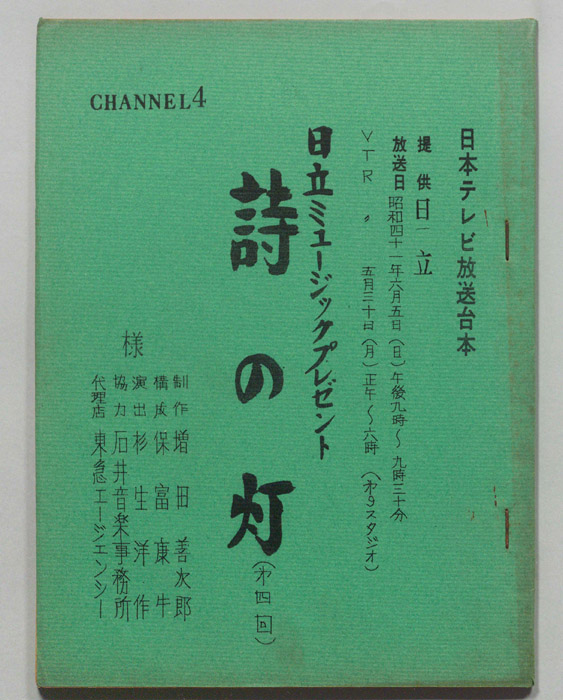 日本テレビ放送台本
提供 日立
放送日 昭和四十一年六月五日(日)午後九時〜九時三十分
VTR 〃 五月三十日(月)正午〜六時(才9スタジオ)
日立ミュージックプレゼント
詩の灯
(才四回)
CHANNEL4
制作 増田善次郎
構成 保富康午
演出 杉生洋作
協力 石井音楽事務所
代理店 東急エージェンシー
様